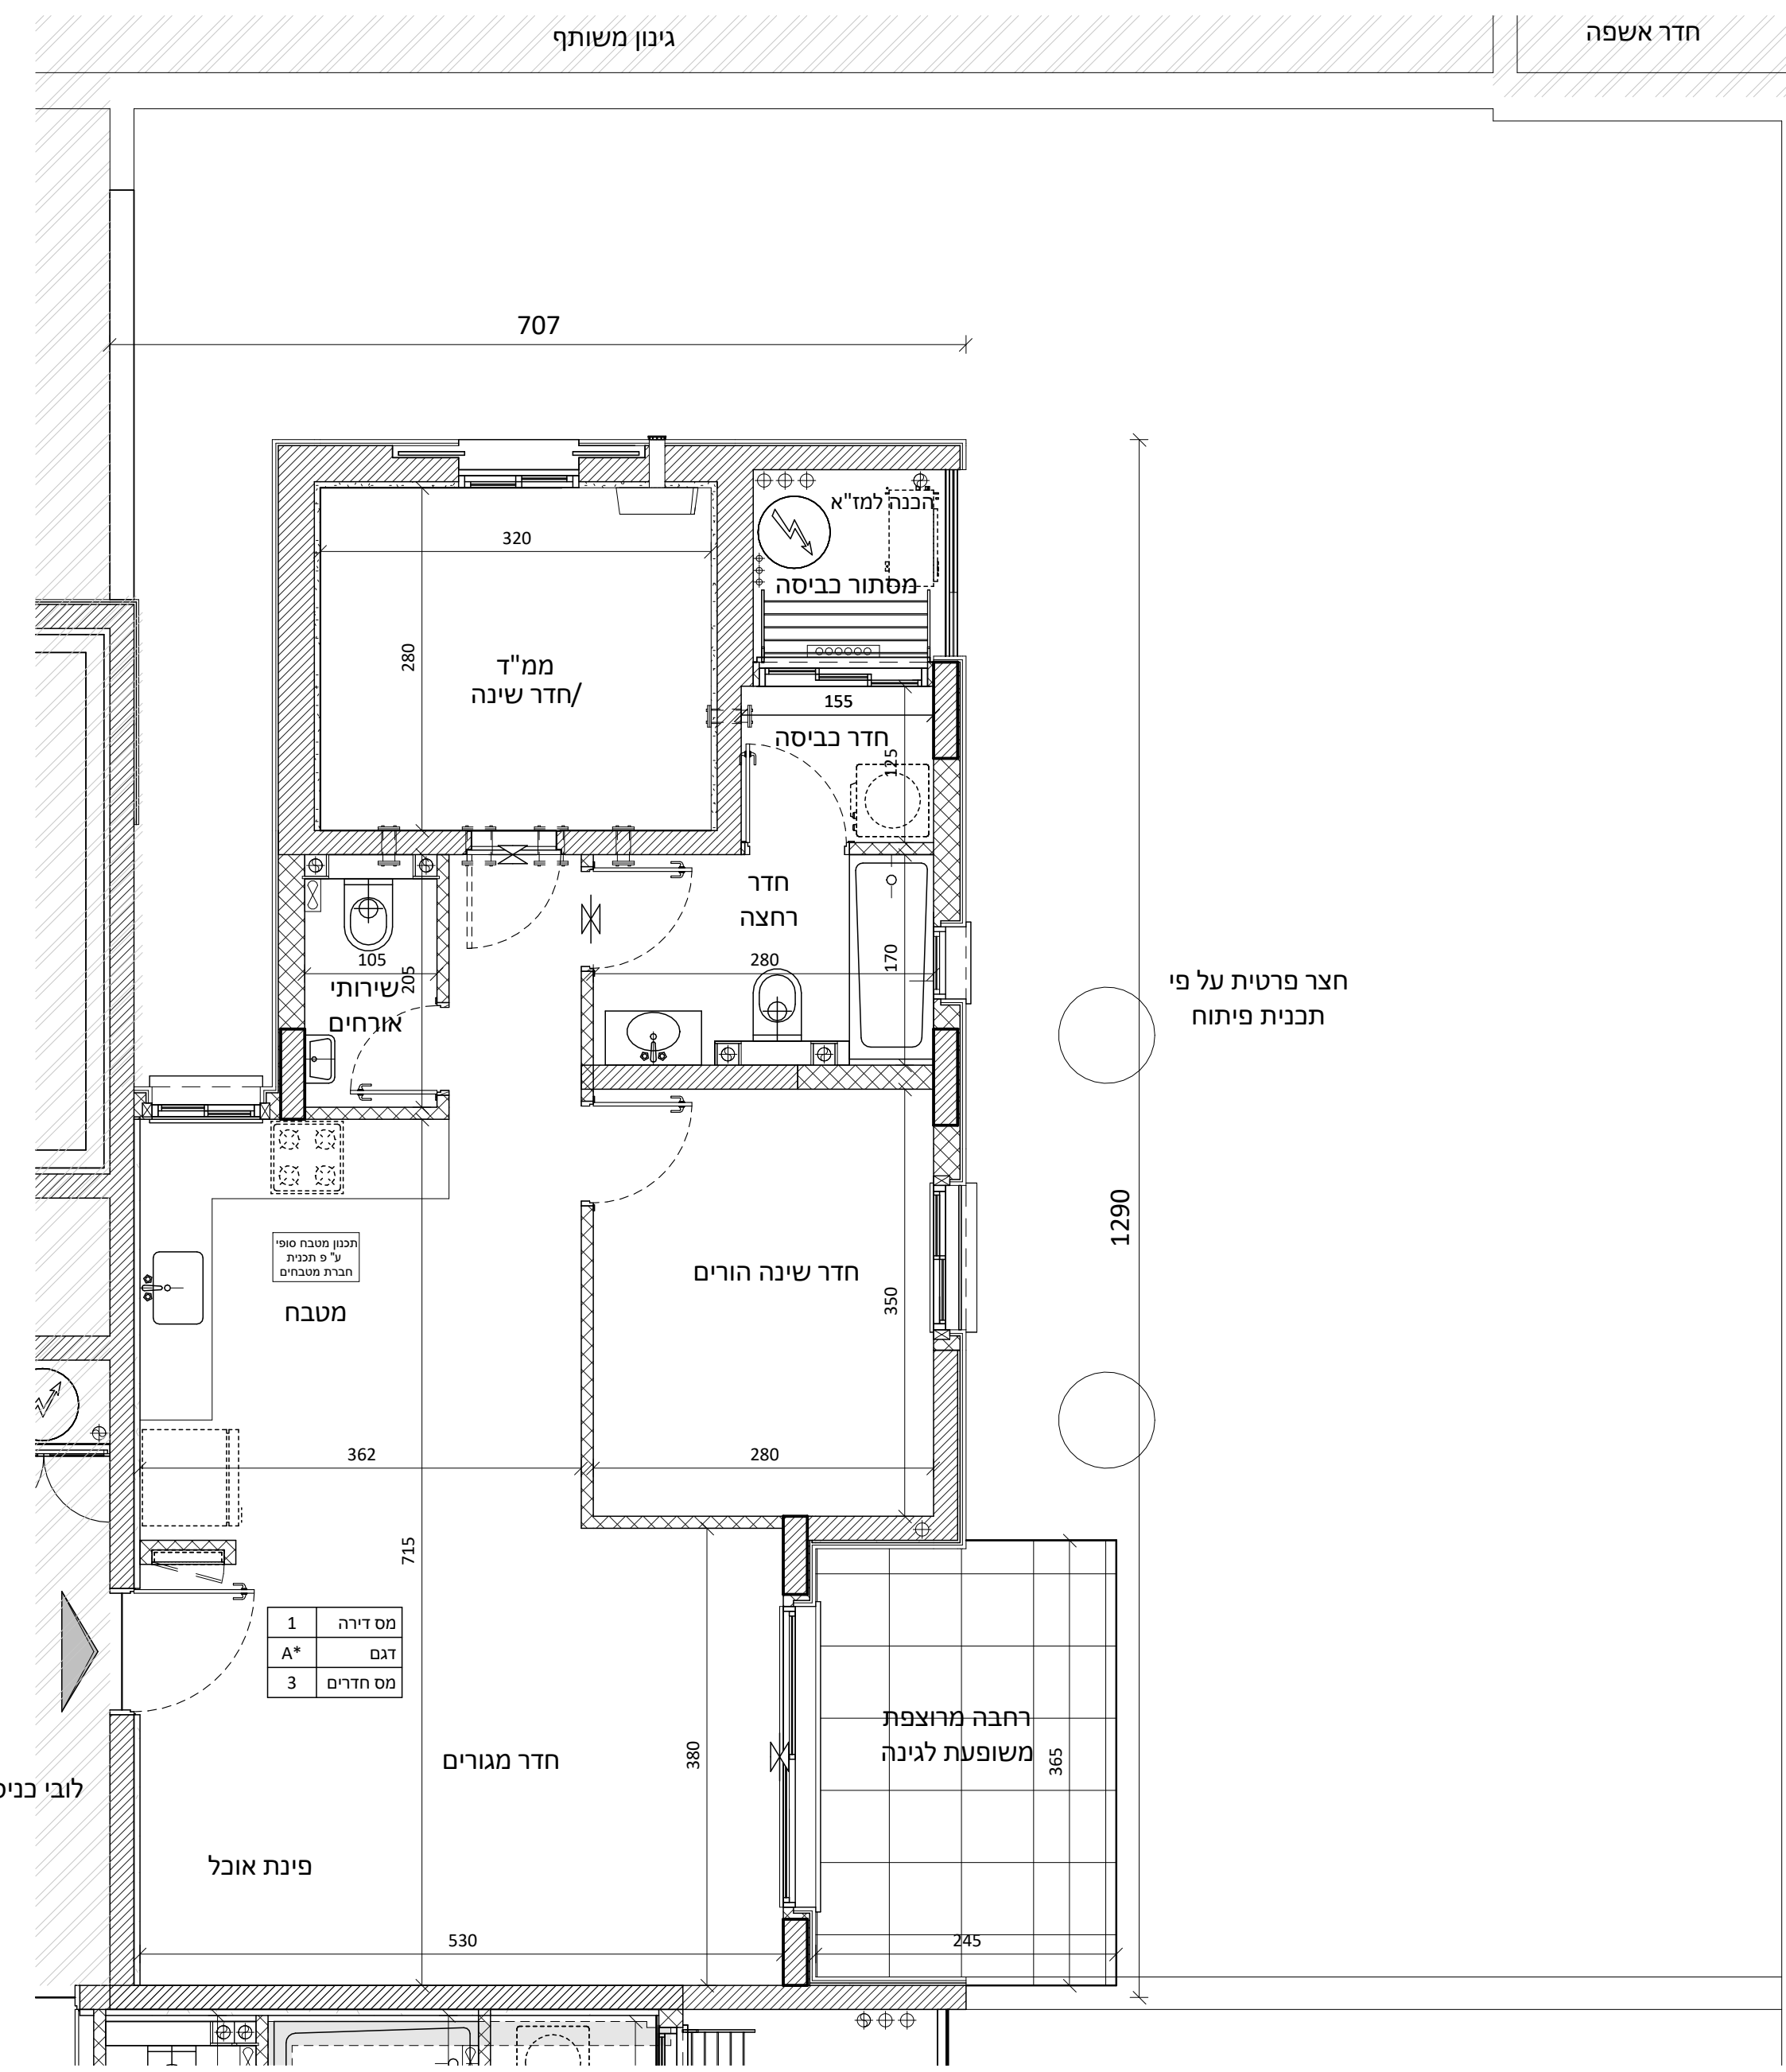 גינון משותף
חדר אשפה
707
הכנה למז"א
320
מסתור כביסה
280
ממ"ד
/חדר שינה
155
חדר כביסה
125
חדר
רחצה
105
205
280
170
שירותי
אורחים
חצר פרטית על פי
תכנית פיתוח
1290
תכנון מטבח סופי
ע" פ תכנית
חברת מטבחים
מטבח
חדר שינה הורים
350
362
280
715
מס דירה 1
דגם A*
מס חדרים 3
רחבה מרוצפת
משופעת לגינה
365
380
חדר מגורים
לובי
פינת אוכל
530
245